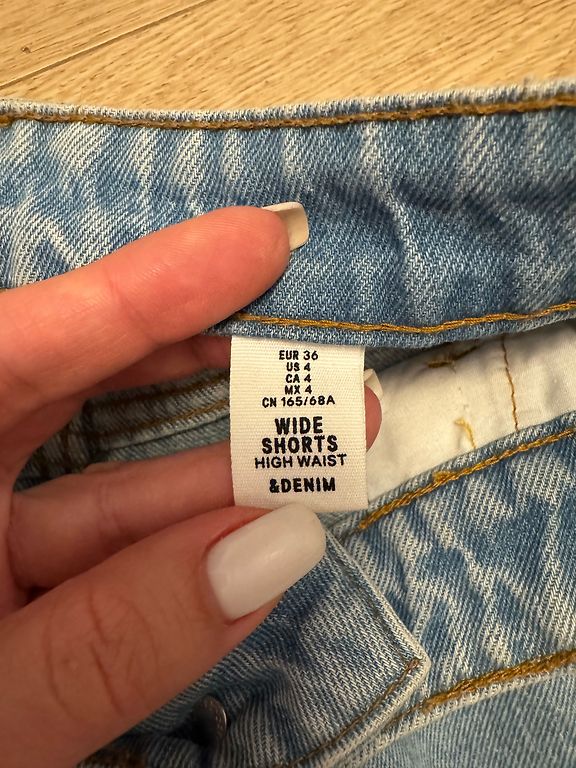 EUR 36
US 4
CA 4
MX 4
CN 165/68A
WIDE
SHORTS
HIGH WAIST
&DENIM